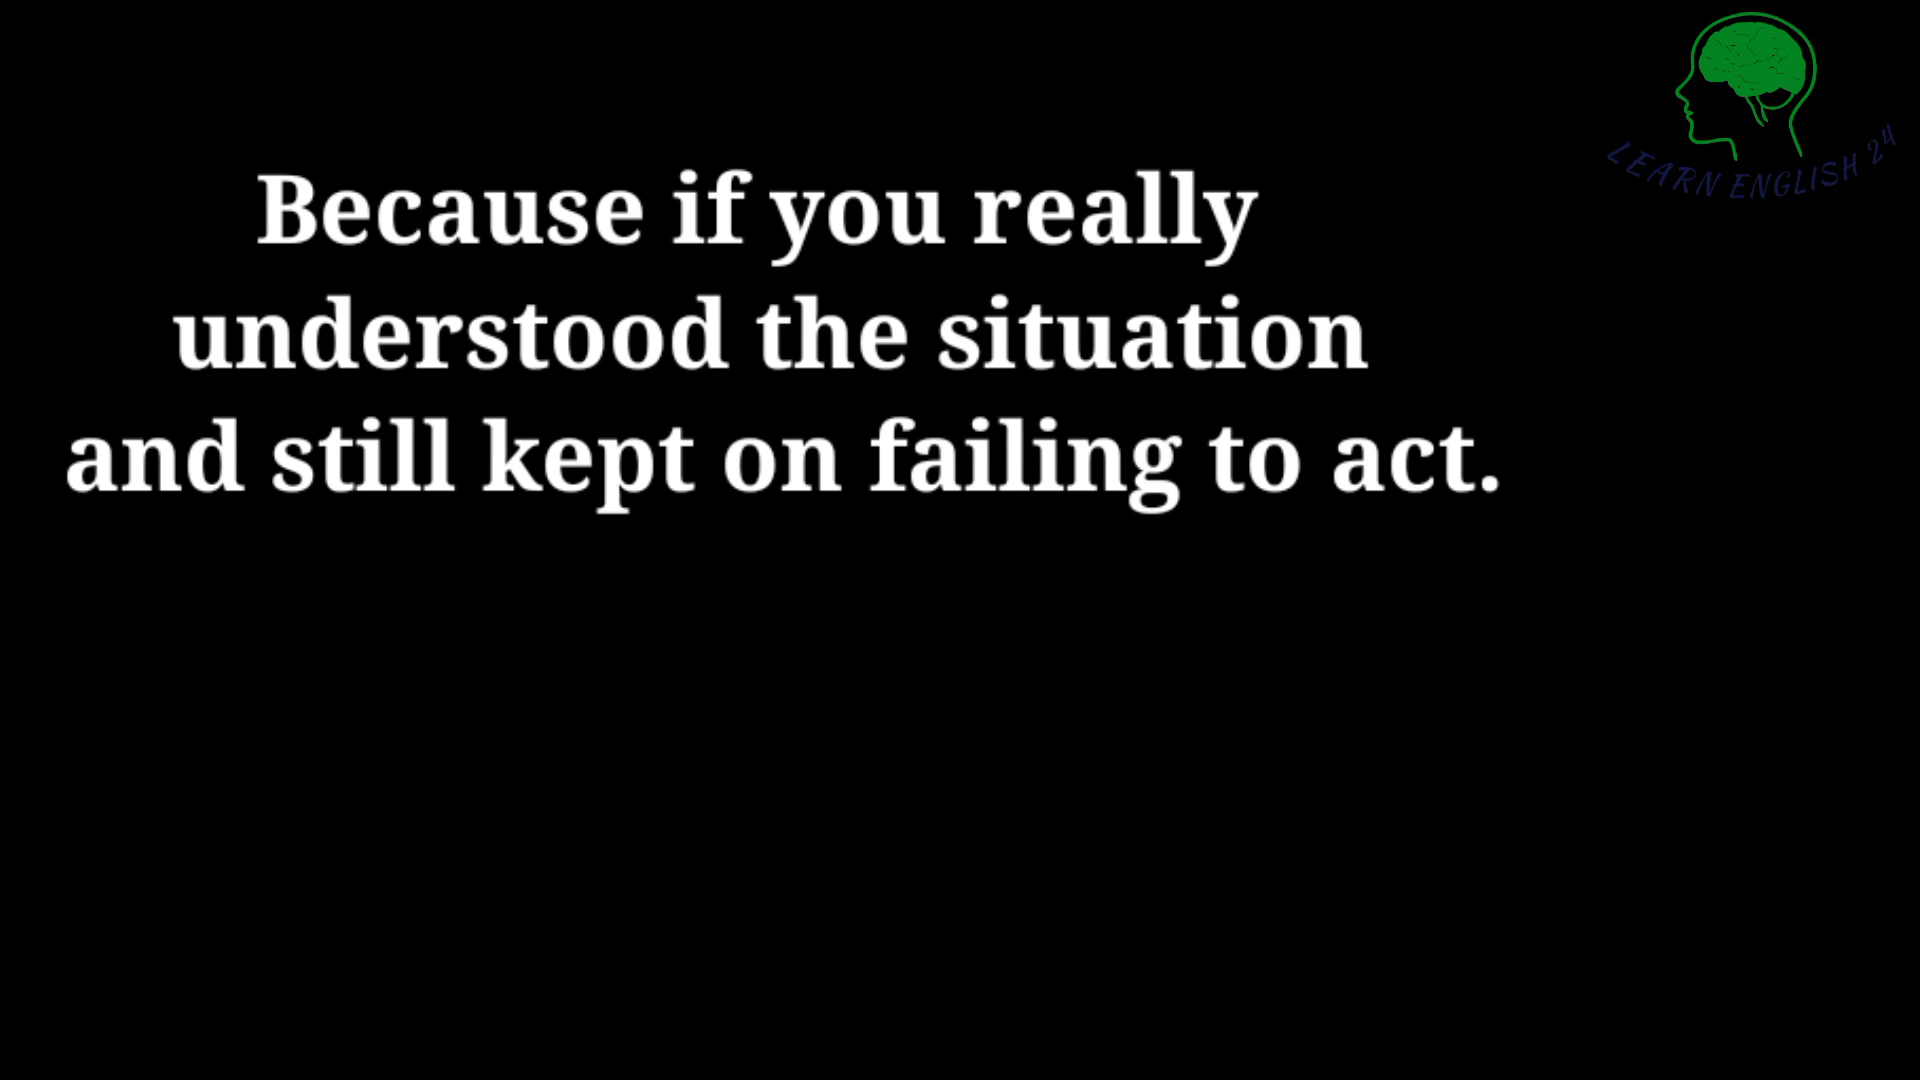 LEARN ENGLISH 24
Because if you really
understood the situation
and still kept on failing to act.